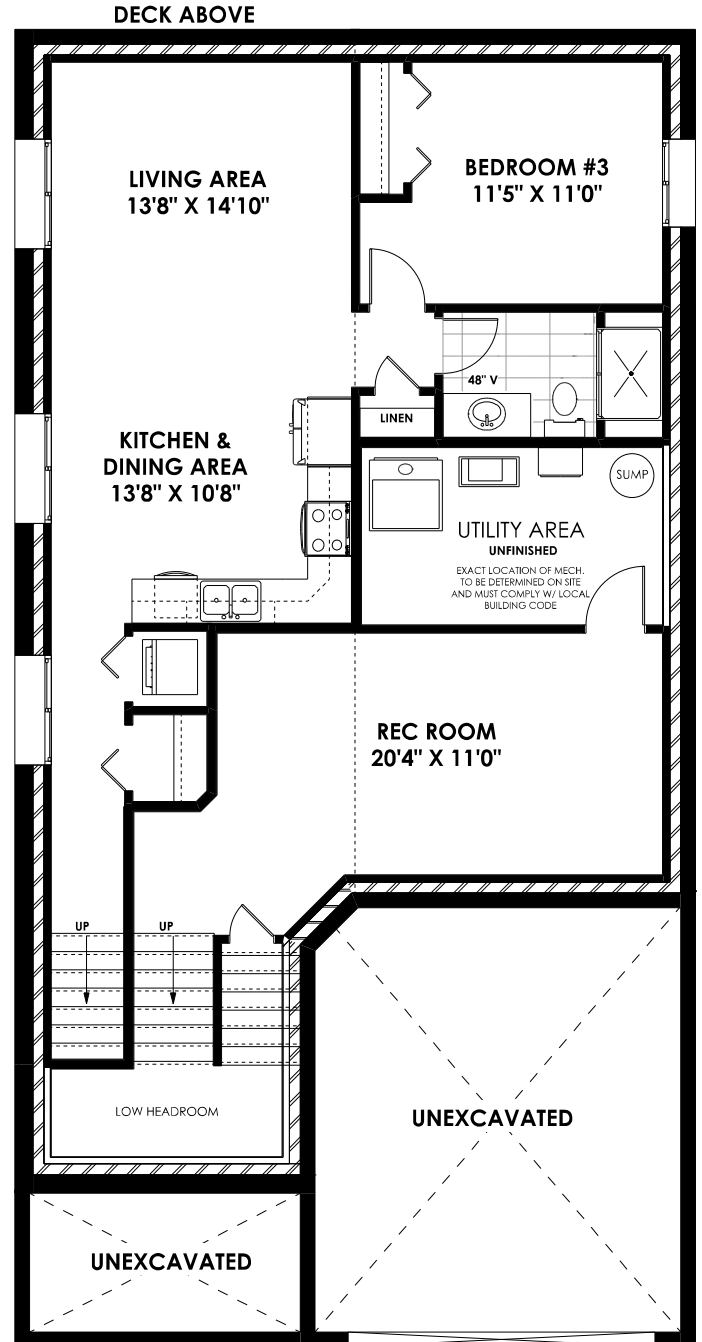 DECK ABOVE
LIVING AREA
13'8" X 14'10"
BEDROOM #3
11'5" X 11'0"
48" V
LINEN
KITCHEN &
DINING AREA
13'8" X 10'8"
SUMP
UTILITY AREA
UNFINISHED
EXACT LOCATION OF MECH.
TO BE DETERMINED ON SITE
AND MUST COMPLY W/ LOCAL
BUILDING CODE
REC ROOM
20'4" X 11'0"
UP
UP
LOW HEADROOM
UNEXCAVATED
UNEXCAVATED